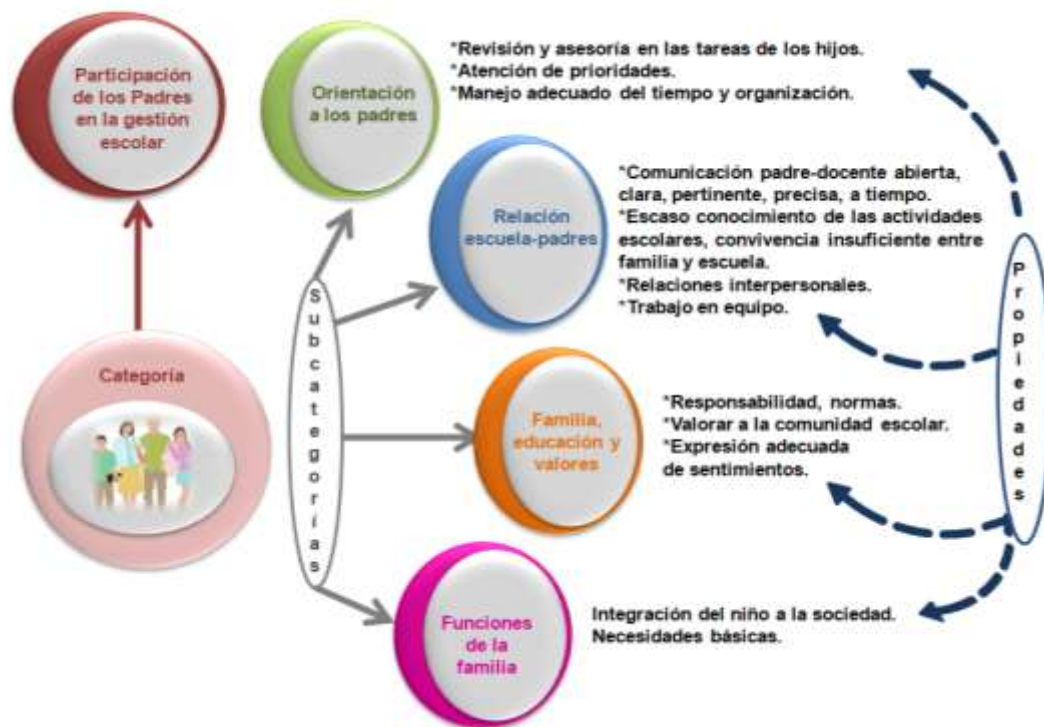 Participación
de los Padres
en la gestión
escolar
Categoría
Subcategorías
Orientación
a los padres
*Revisión y asesoría en las tareas de los hijos.
*Atención de prioridades.
*Manejo adecuado del tiempo y organización.
Relación
escuela-padres
*Comunicación padre-docente abierta,
clara, pertinente, precisa, a tiempo.
*Escaso conocimiento de las actividades
escolares, convivencia insuficiente entre
familia y escuela.
*Relaciones interpersonales.
*Trabajo en equipo.
Familia,
educación y
valores
*Responsabilidad, normas.
*Valorar a la comunidad escolar.
*Expresión adecuada
de sentimientos.
Funciones
de la
familia
Integración del niño a la sociedad.
Necesidades básicas.
Propiedades